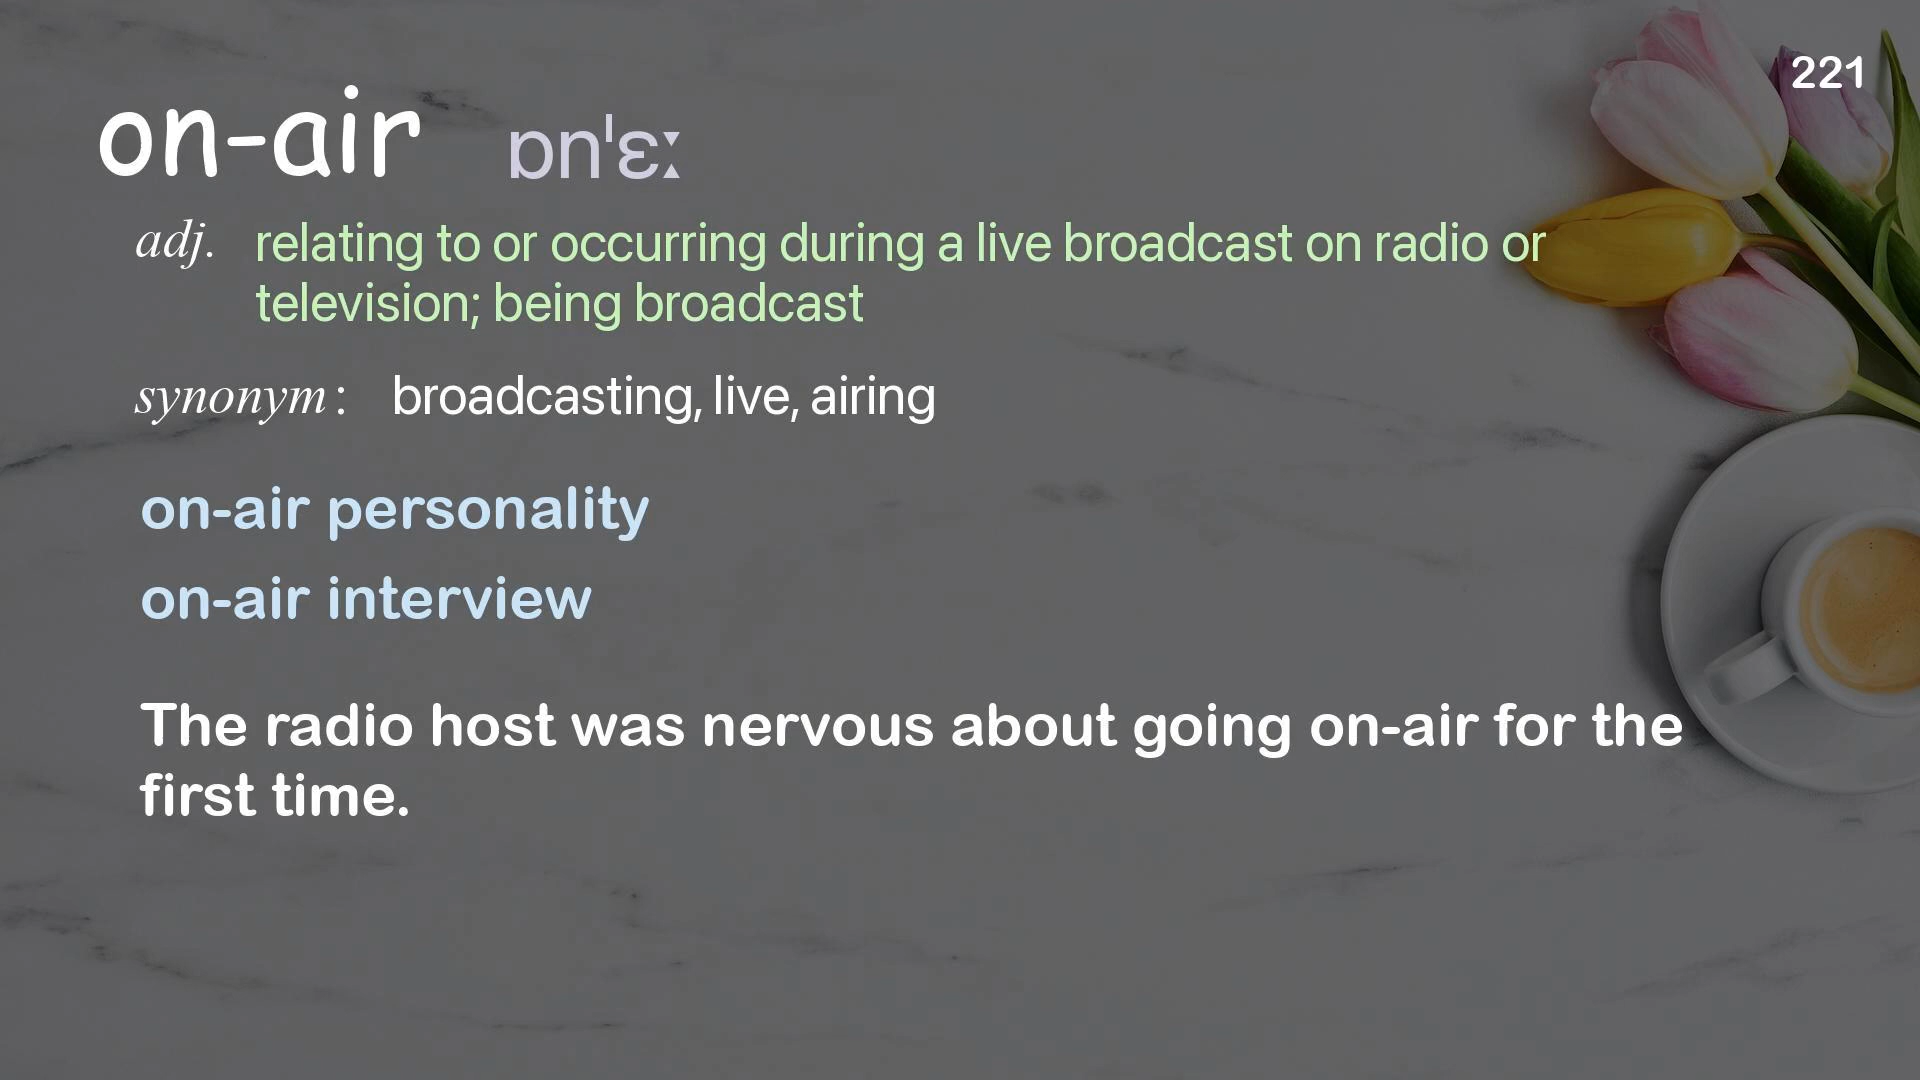 221
on-air ɒnˈɛː
adj. relating to or occurring during a live broadcast on radio or
television; being broadcast
synonym : broadcasting, live, airing
on-air personality
on-air interview
The radio host was nervous about going on-air for the
first time.